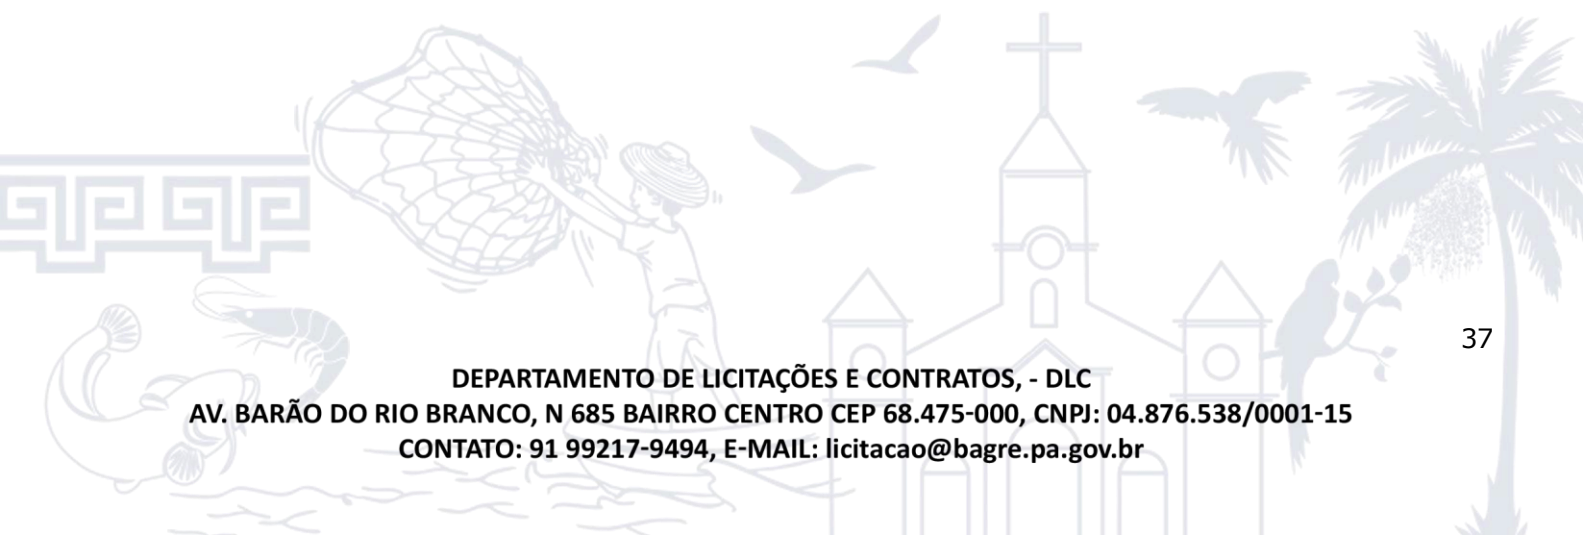 37
DEPARTAMENTO DE LICITAÇÕES E CONTRATOS, - DLC
AV. BARÃO DO RIO BRANCO, N 685 BAIRRO CENTRO CEP 68.475-000, CNPJ: 04.876.538/0001-15
CONTATO: 91 99217-9494, E-MAIL: licitacao@bagre.pa.gov.br